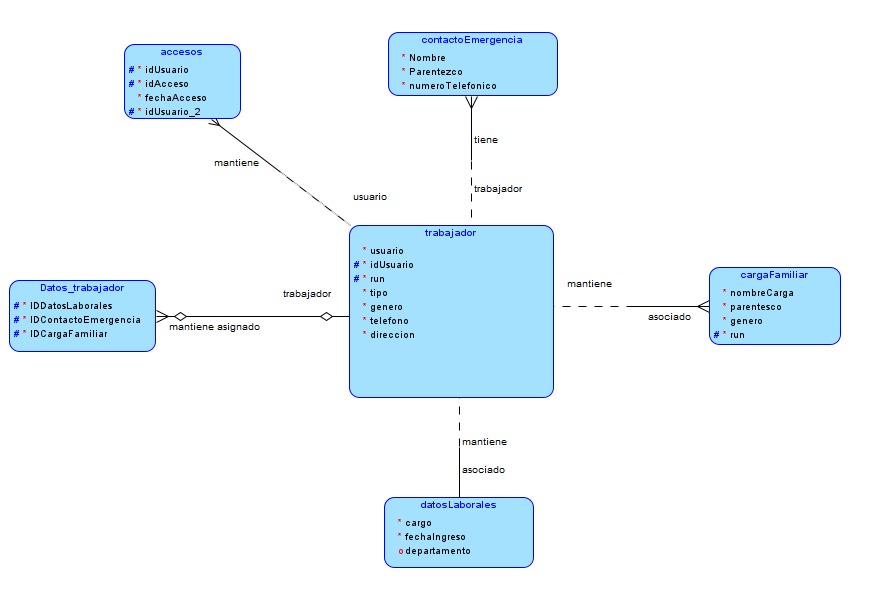 contactoEmergencia
* Nombre
* Parentezco
* numeroTelefonico
accesos
# * idUsuario
# * idAcceso
* fechaAcceso
# * idUsuario_2
tiene
mantiene
trabajador
usuario
trabajador
* usuario
# * idUsuario
# * run
* tipo
* genero
* telefono
* direccion
Datos_trabajador
# * IDDatosLaborales
# * IDContactoEmergencia
# * IDCargaFamiliar
trabajador
mantiene asignado
mantiene
asociado
cargaFamiliar
* nombreCarga
* parentesco
* genero
# * run
mantiene
asociado
datosLaborales
* cargo
* fechaIngreso
o departamento